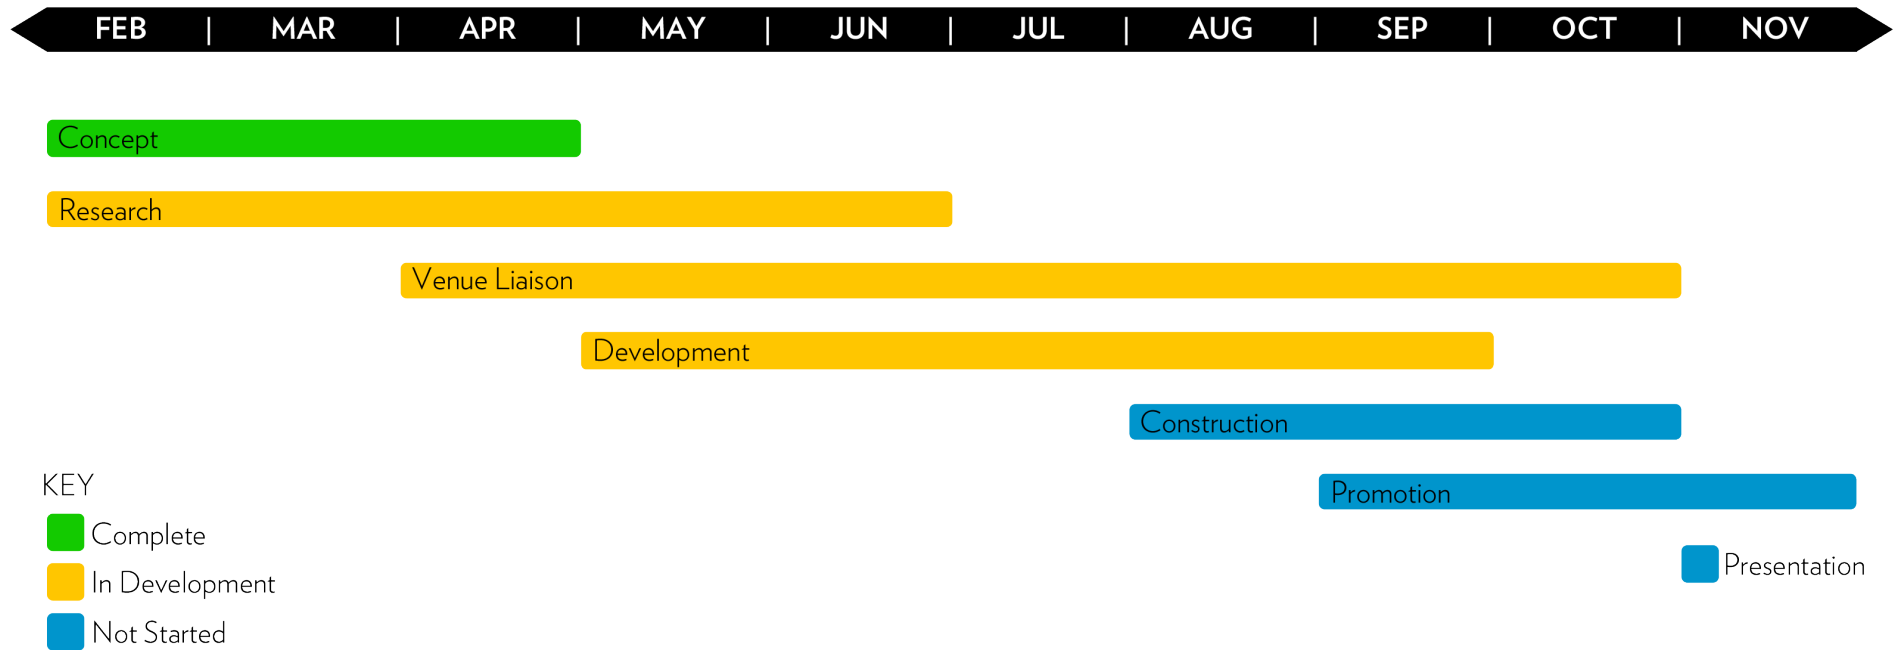 FEB | MAR | APR | MAY | JUN | JUL | AUG | SEP | OCT | NOV
Concept
Research
Venue Liaison
Development
Construction
Promotion
Presentation
KEY
Complete
In Development
Not Started